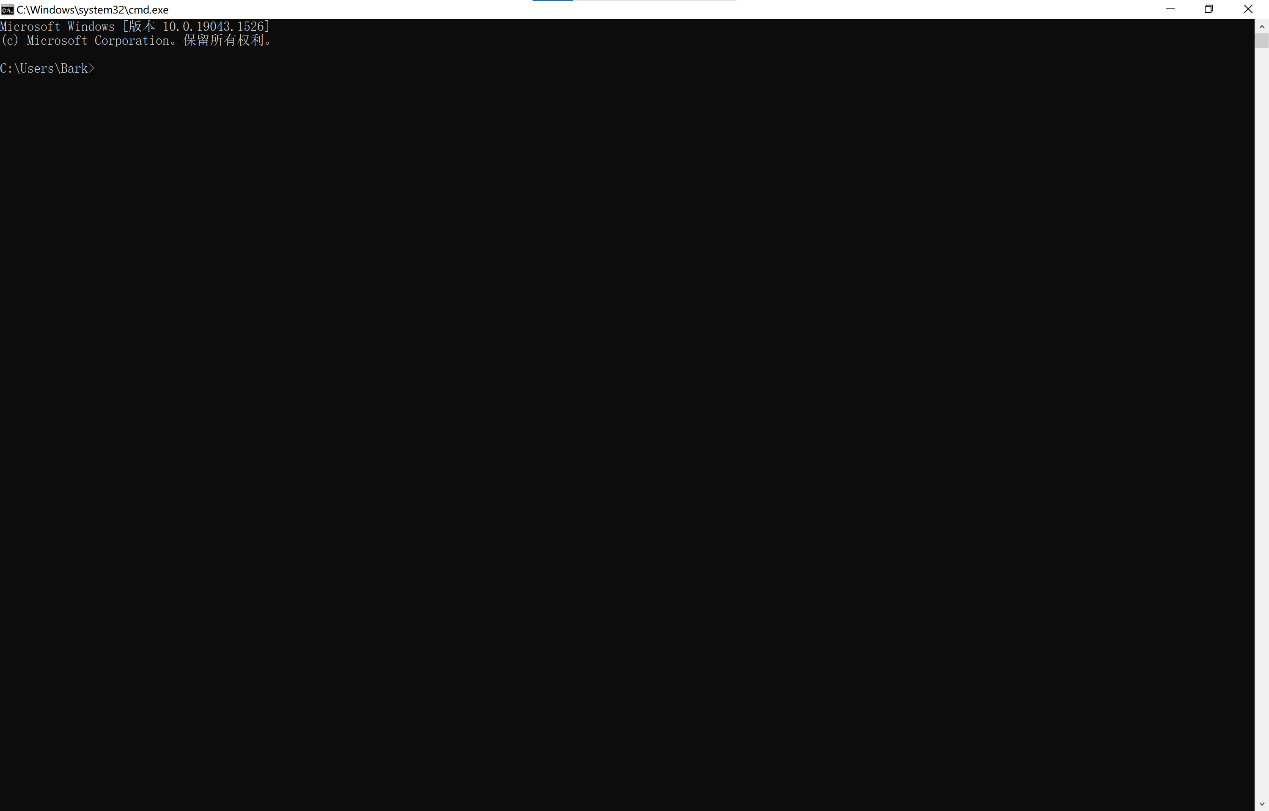 C:\Windows\system32\cmd.exe
Microsoft Windows [版本 10.0.19043.1526]
(c) Microsoft Corporation。保留所有权利。
C:\Users\Bark>